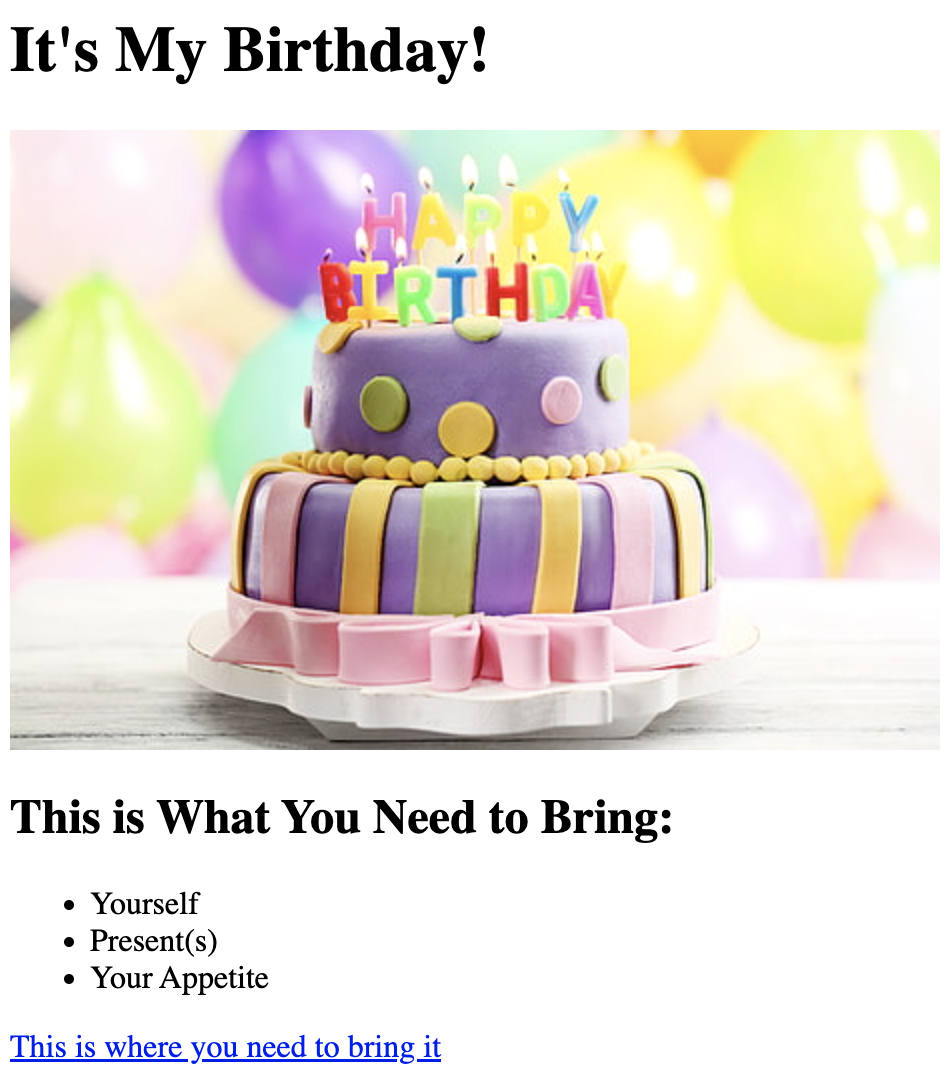 It's My Birthday!
HAPPY
BIRTHDAY
This is What You Need to Bring:
• Yourself
• Present(s)
• Your Appetite
This is where you need to bring it